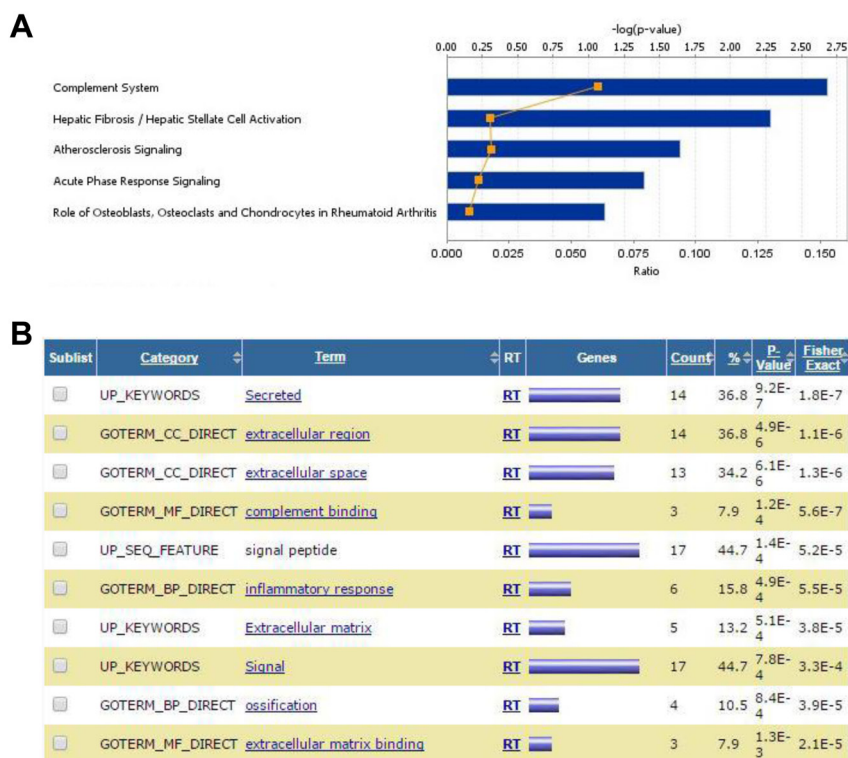 A
-log(p-value)
0.00 0.25 0.50 0.75 1.00 1.25 1.50 1.75 2.00 2.25 2.50 2.75
Complement System
Hepatic Fibrosis / Hepatic Stellate Cell Activation
Atherosclerosis Signaling
Acute Phase Response Signaling
Role of Osteoblasts, Osteoclasts and Chondrocytes in Rheumatoid Arthritis
0.000 0.025 0.050 0.075 0.100 0.125 0.150
Ratio
B
Sublist Category Term RT Genes Count % P-Value Fisher Exact
UP_KEYWORDS Secreted RT 14 36.8 9.2E-7 1.8E-7
GOTERM_CC_DIRECT extracellular region RT 14 36.8 4.9E-6 1.1E-6
GOTERM_CC_DIRECT extracellular space RT 13 34.2 6.1E-6 1.3E-6
GOTERM_MF_DIRECT complement binding RT 3 7.9 1.2E-4 5.6E-7
UP_SEQ_FEATURE signal peptide RT 17 44.7 1.4E-4 5.2E-5
GOTERM_BP_DIRECT inflammatory response RT 6 15.8 4.9E-4 5.5E-5
UP_KEYWORDS Extracellular matrix RT 5 13.2 5.1E-4 3.8E-5
UP_KEYWORDS Signal RT 17 44.7 7.8E-4 3.3E-4
GOTERM_BP_DIRECT ossification RT 4 10.5 8.4E-4 3.9E-5
GOTERM_MF_DIRECT extracellular matrix binding RT 3 7.9 1.3E-3 2.1E-5